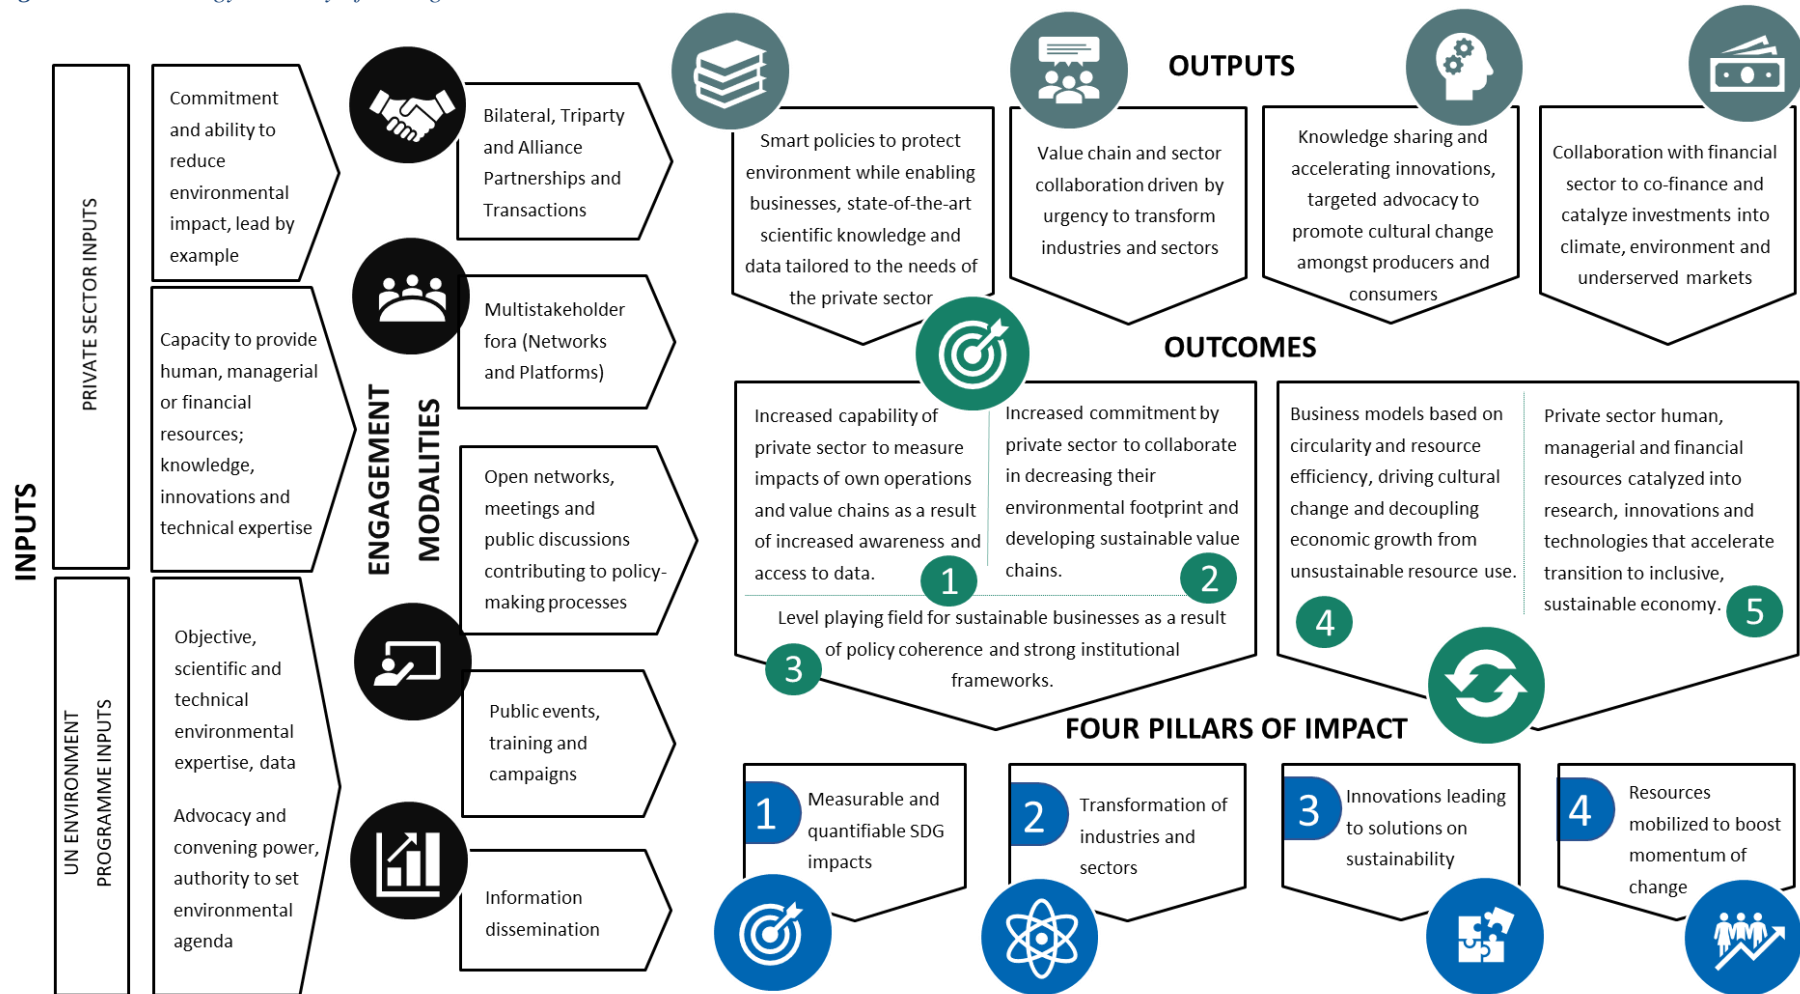 INPUTS
PRIVATE SECTOR INPUTS
Commitment
and ability to
reduce
environmental
impact, lead by
example
Capacity to provide
human, managerial
or financial
resources;
knowledge,
innovations and
technical expertise
UN ENVIRONMENT
PROGRAMME INPUTS
Objective,
scientific and
technical
environmental
expertise, data
Advocacy and
convening power,
authority to set
environmental
agenda
ENGAGEMENT
MODALITIES
Bilateral, Triparty
and Alliance
Partnerships and
Transactions
Multistakeholder
fora (Networks
and Platforms)
Open networks,
meetings and
public discussions
contributing to policy-
making processes
Public events,
training and
campaigns
Information
dissemination
OUTPUTS
Smart policies to protect
environment while enabling
businesses, state-of-the-art
scientific knowledge and
data tailored to the needs of
the private sector
Value chain and sector
collaboration driven by
urgency to transform
industries and sectors
Knowledge sharing and
accelerating innovations,
targeted advocacy to
promote cultural change
amongst producers and
consumers
Collaboration with financial
sector to co-finance and
catalyze investments into
climate, environment and
underserved markets
OUTCOMES
Increased capability of
private sector to measure
impacts of own operations
and value chains as a result
of increased awareness and
access to data.
1
Increased commitment by
private sector to collaborate
in decreasing their
environmental footprint and
developing sustainable value
chains.
2
Level playing field for sustainable businesses as a result
of policy coherence and strong institutional
frameworks.
3
Business models based on
circularity and resource
efficiency, driving cultural
change and decoupling
economic growth from
unsustainable resource use.
4
Private sector human,
managerial and financial
resources catalyzed into
research, innovations and
technologies that accelerate
transition to inclusive,
sustainable economy.
5
FOUR PILLARS OF IMPACT
1
Measurable and
quantifiable SDG
impacts
2
Transformation of
industries and
sectors
3
Innovations leading
to solutions on
sustainability
4
Resources
mobilized to boost
momentum of
change